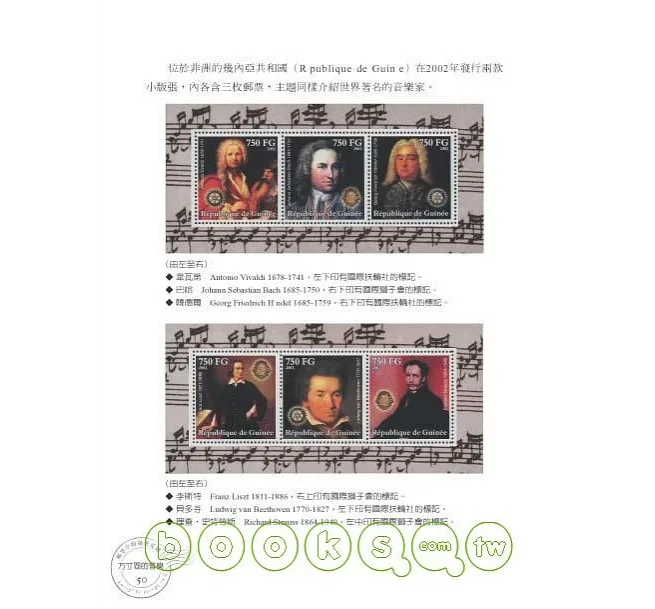 位於非洲的幾內亞共和國（R publique de Guin e）在2002年發行兩款
小版張，內各含三枚郵票，主題同樣介紹世界著名的音樂家。
750 FG
2002
République de Guinée
750 FG
2002
République de Guinée
750 FG
2002
République de Guinée
（由左至右）
◆ 韋瓦第 Antonio Vivaldi 1678-1741，左下印有國際扶輪社的標記。
◆ 巴哈 Johann Sebastian Bach 1685-1750，右下印有國際獅子會的標記。
◆ 韓德爾 Georg Friedrich H ndel 1685-1759，右下印有國際扶輪社的標記。
750 FG
2002
République de Guinée
750 FG
2002
République de Guinée
750 FG
République de Guinée
（由左至右）
◆ 李斯特 Franz Liszt 1811-1886，右上印有國際獅子會的標記。
◆ 貝多芬 Ludwig van Beethoven 1770-1827，左下印有國際扶輪社的標記。
◆ 理查．史特勞斯 Richard Strauss 1864-1949，左中印有國際獅子會的標記。
books.com.tw
方寸間的音樂
50